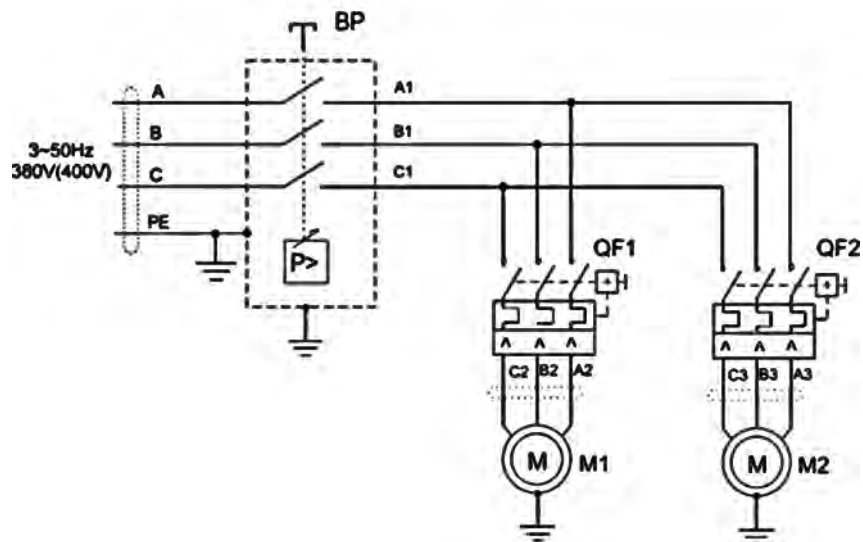 BP
A
A1
B
B1
3~50Hz
380V(400V)
C
C1
PE
P>
QF1
QF2
C2
B2
A2
C3
B3
A3
M
M1
M
M2